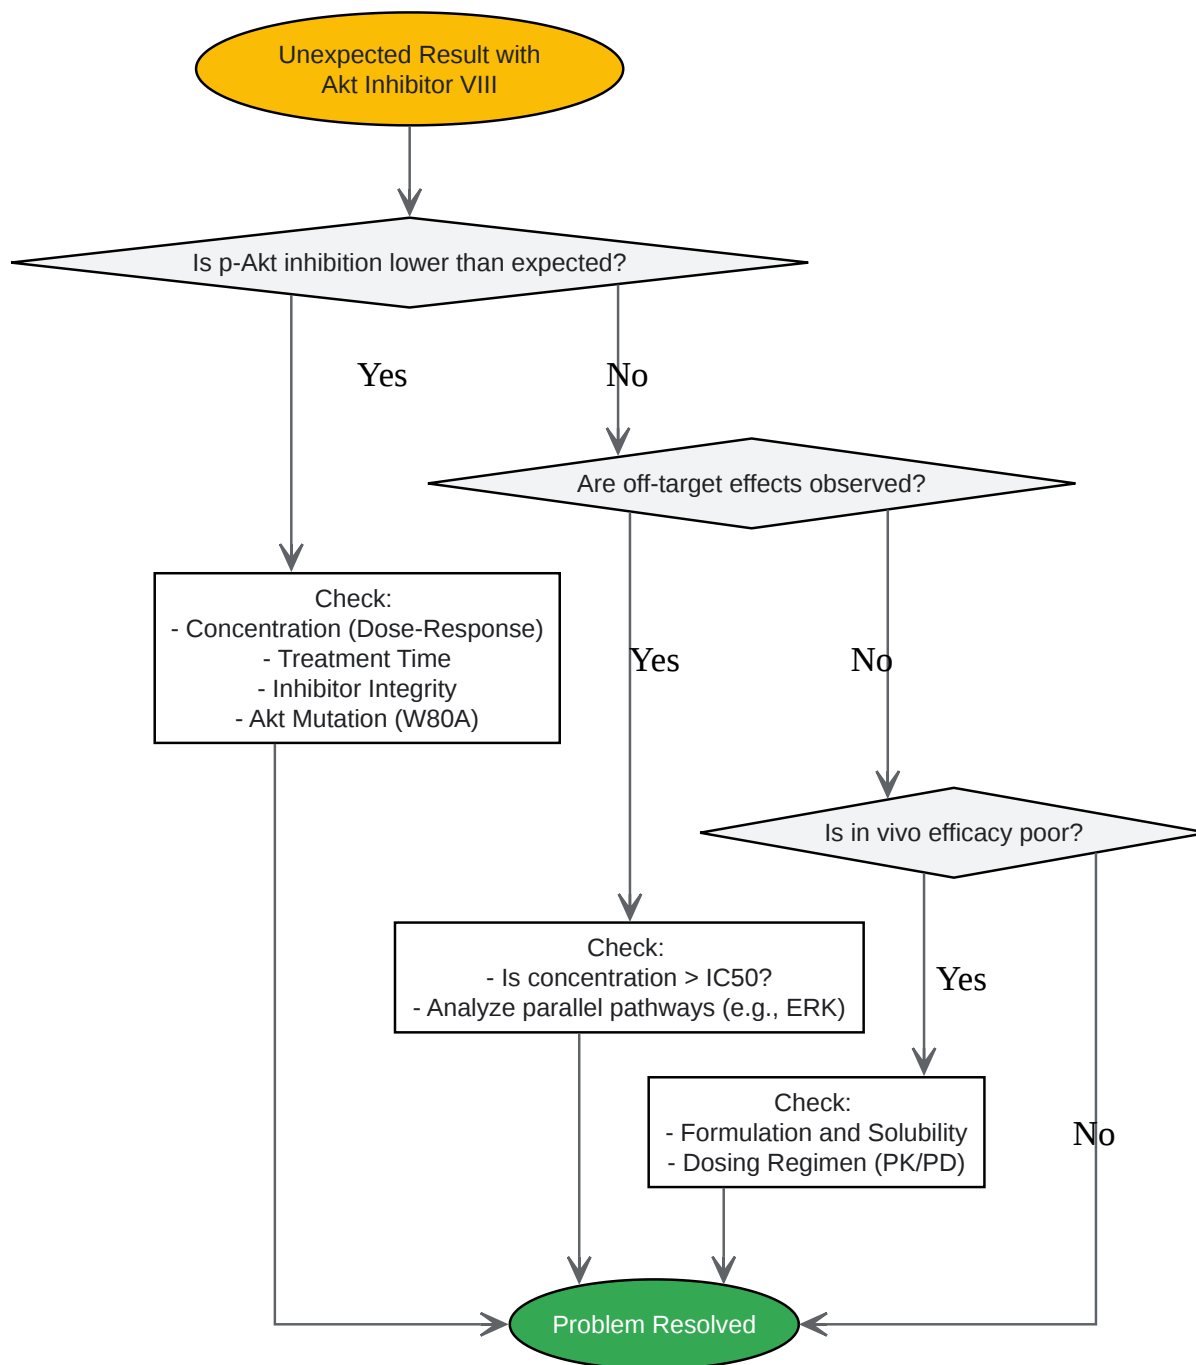 Unexpected Result with
Akt Inhibitor VIII
Is p-Akt inhibition lower than expected?
Yes
No
Are off-target effects observed?
Check:
- Concentration (Dose-Response)
- Treatment Time
- Inhibitor Integrity
- Akt Mutation (W80A)
Yes
No
Is in vivo efficacy poor?
Check:
- Is concentration > IC50?
- Analyze parallel pathways (e.g., ERK)
Yes
Check:
- Formulation and Solubility
- Dosing Regimen (PK/PD)
No
Problem Resolved